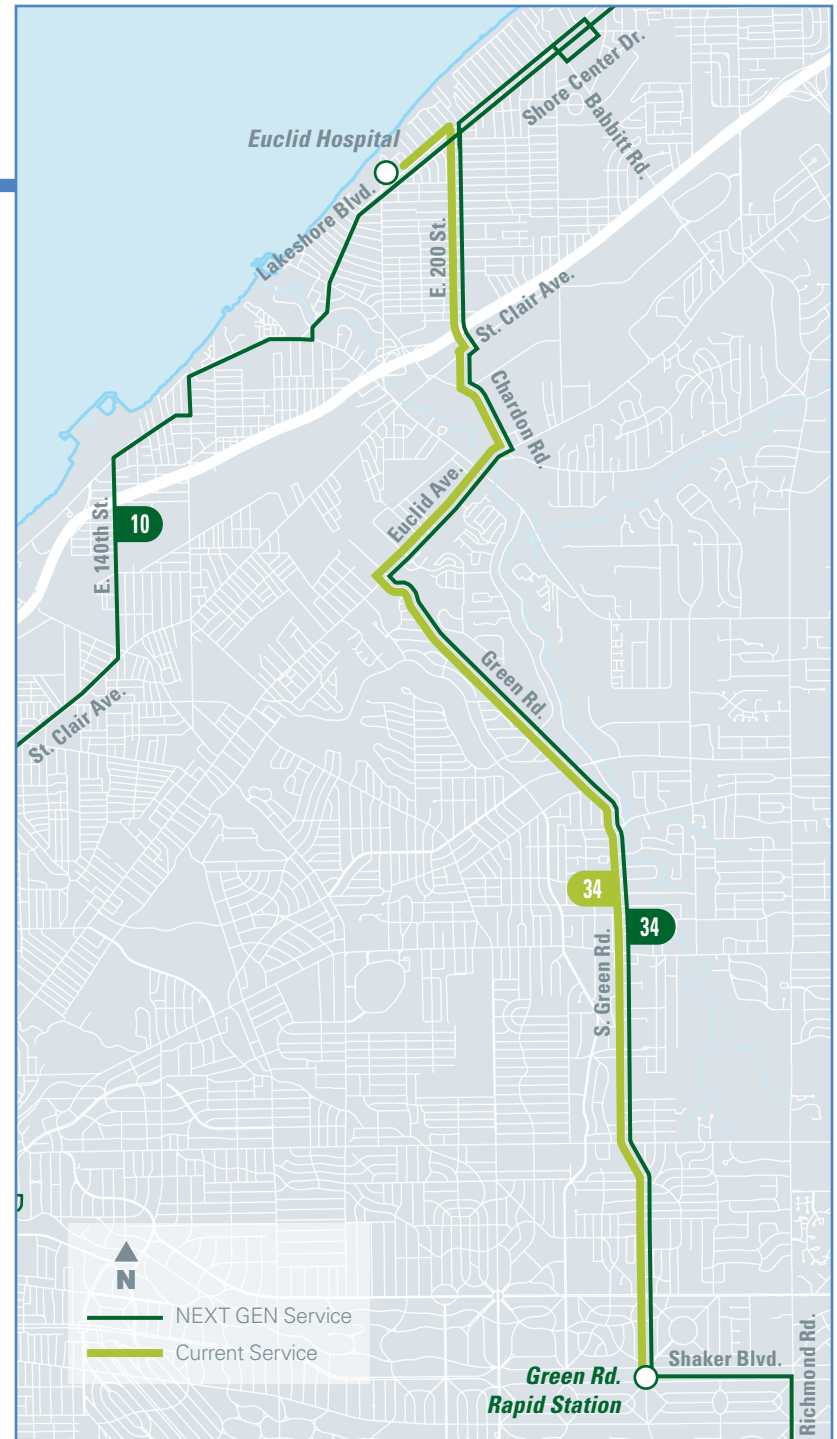 Shore Center Dr.
Babbitt Rd.
Euclid Hospital
Lakeshore Blvd.
E. 200 St.
St. Clair Ave.
Chardon Rd.
Euclid Ave.
E. 140th St.
10
Green Rd.
St. Clair Ave.
34
34
S. Green Rd.
N
NEXT GEN Service
Current Service
Shaker Blvd.
Richmond Rd.
Green Rd.
Rapid Station